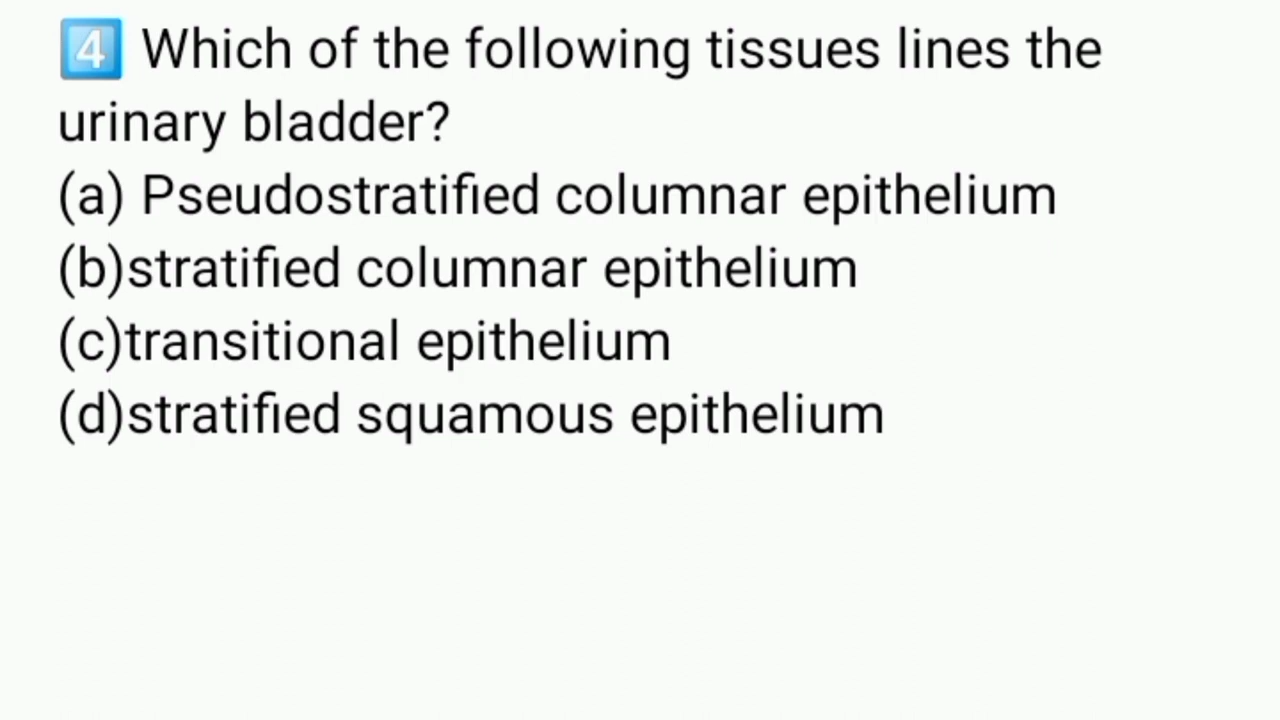 4️⃣ Which of the following tissues lines the
urinary bladder?
(a) Pseudostratified columnar epithelium
(b)stratified columnar epithelium
(c)transitional epithelium
(d)stratified squamous epithelium